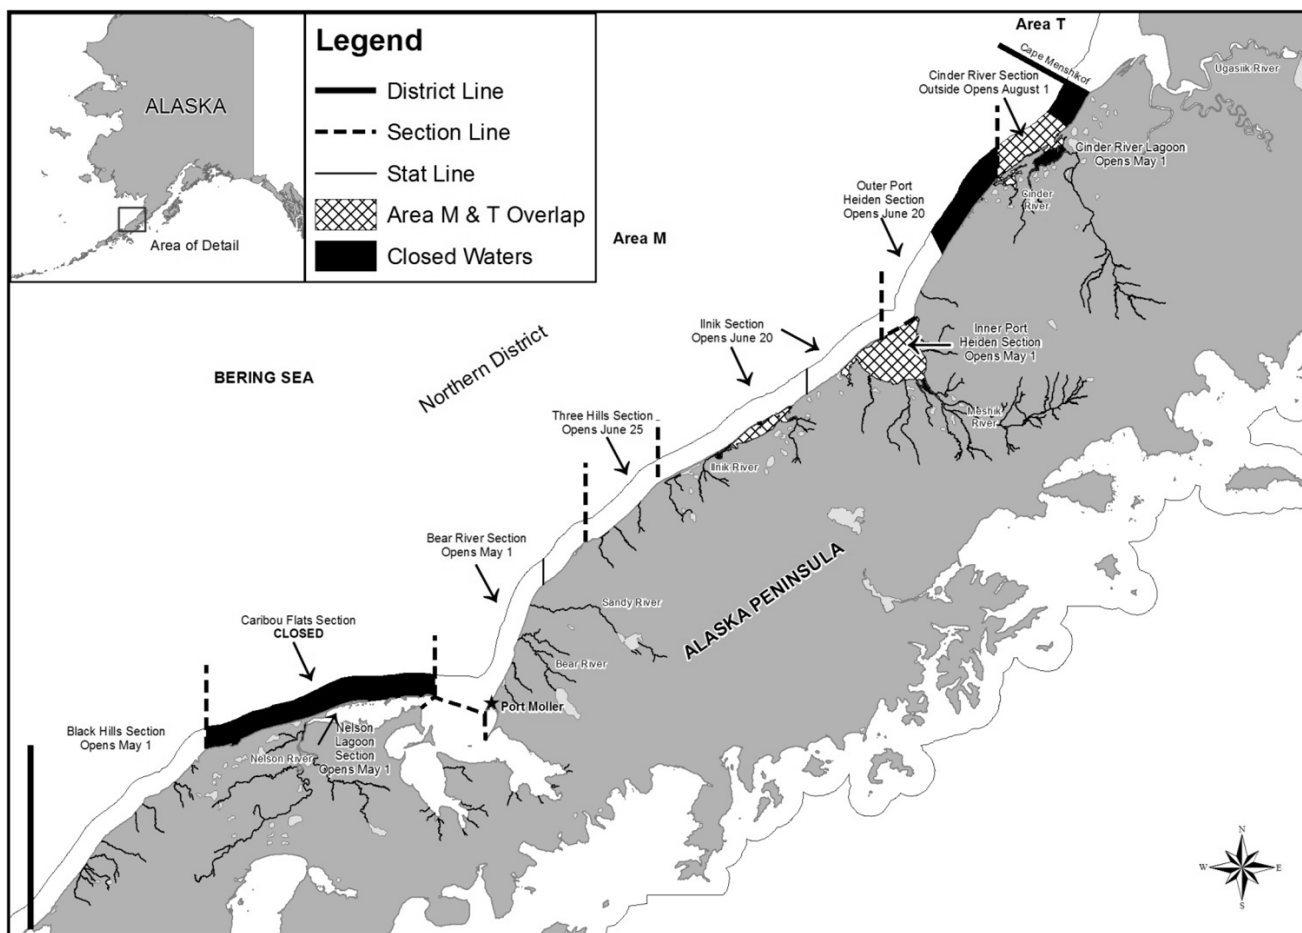 ALASKA
Area of Detail
Legend
District Line
Section Line
Stat Line
Area M & T Overlap
Closed Waters
Area T
Cape Menshikof
Ugasiik River
Cinder River Section
Outside Opens August 1
Cinder River Lagoon
Opens May 1
Cinder
River
Outer Port
Heiden Section
Opens June 20
Area M
Inner Port
Heiden Section
Opens May 1
Meshik
River
Ilnik Section
Opens June 20
Northern District
BERING SEA
Three Hills Section
Opens June 25
Ilnik River
Bear River Section
Opens May 1
ALASKA PENINSULA
Sandy River
Bear River
Caribou Flats Section
CLOSED
Port Moller
Black Hills Section
Opens May 1
Nelson
Lagoon
Section
Opens May 1
Nelson River
N
W
E
S